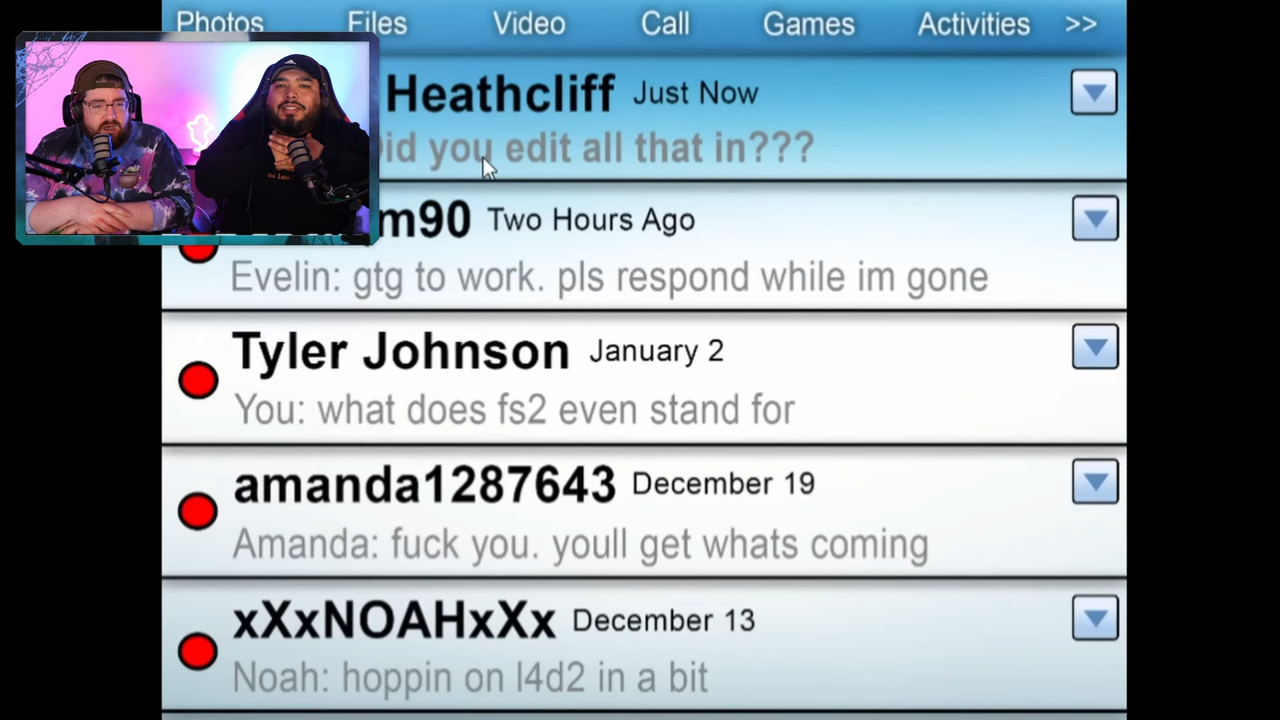 Photos Files Video Call Games Activities >>
Heathcliff Just Now
id you edit all that in???
m90 Two Hours Ago
Evelin: gtg to work. pls respond while im gone
Tyler Johnson January 2
You: what does fs2 even stand for
amanda1287643 December 19
Amanda: fuck you. youll get whats coming
xXxNOAHxXx December 13
Noah: hoppin on l4d2 in a bit